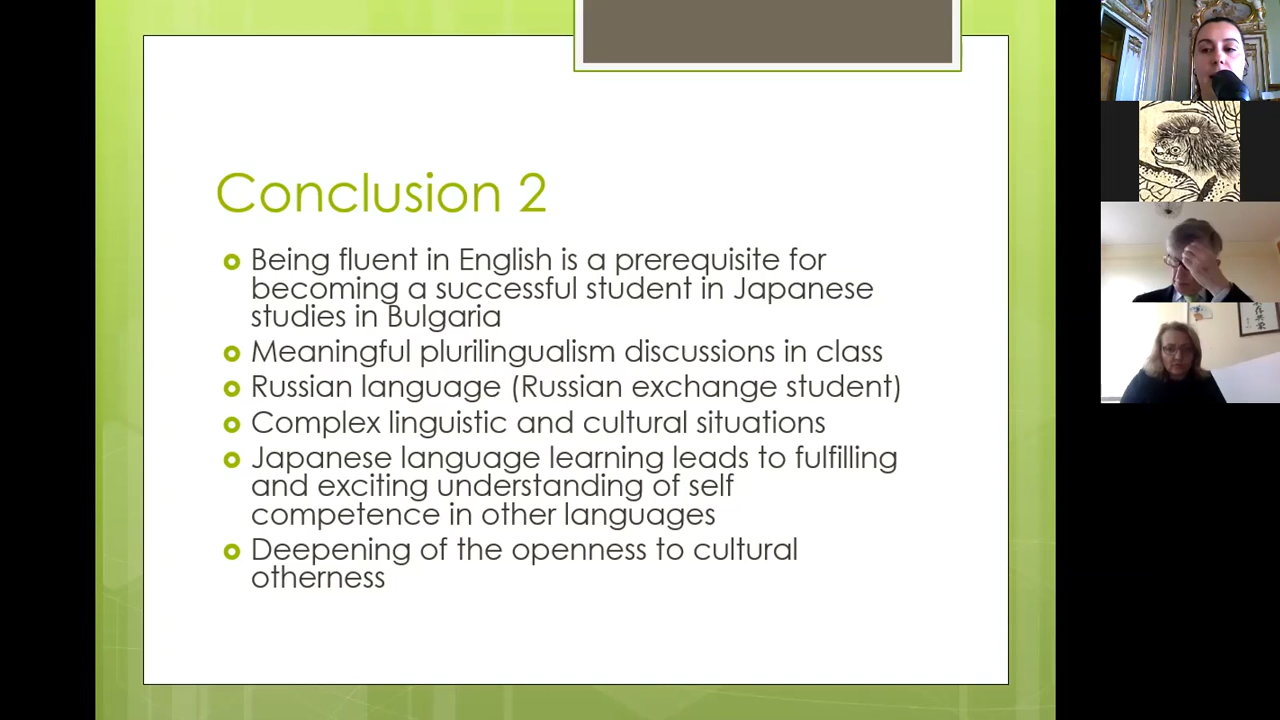 Conclusion 2
Being fluent in English is a prerequisite for
becoming a successful student in Japanese
studies in Bulgaria
Meaningful plurilingualism discussions in class
Russian language (Russian exchange student)
Complex linguistic and cultural situations
Japanese language learning leads to fulfilling
and exciting understanding of self
competence in other languages
Deepening of the openness to cultural
otherness